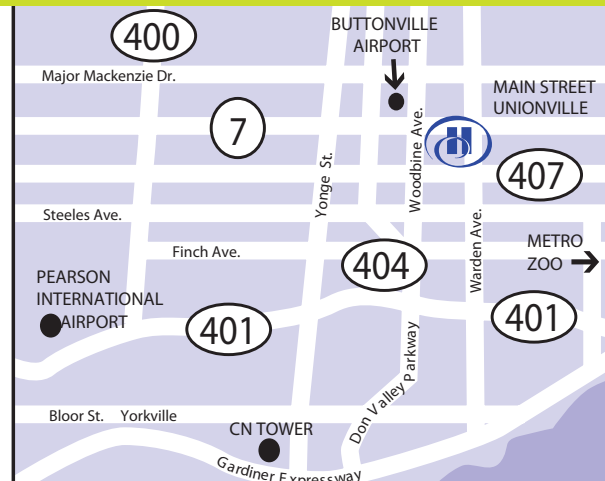 BUTTONVILLE
AIRPORT
400
Major Mackenzie Dr.
MAIN STREET
UNIONVILLE
7
Woodbine Ave.
H
Yonge St.
407
Steeles Ave.
Warden Ave.
Finch Ave.
METRO
ZOO
404
PEARSON
INTERNATIONAL
AIRPORT
401
401
Don Valley Parkway
Bloor St. Yorkville
CN TOWER
Gardiner Expressway